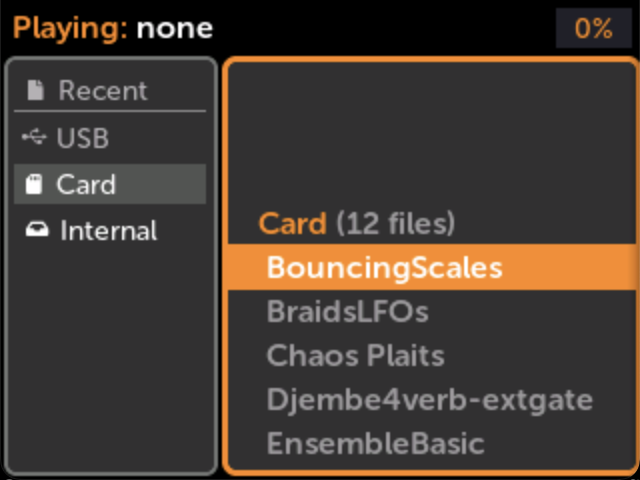 Playing: none
0%
Recent
USB
Card
Internal
Card (12 files)
BouncingScales
BraidsLFOs
Chaos Plaits
Djembe4verb-extgate
EnsembleBasic